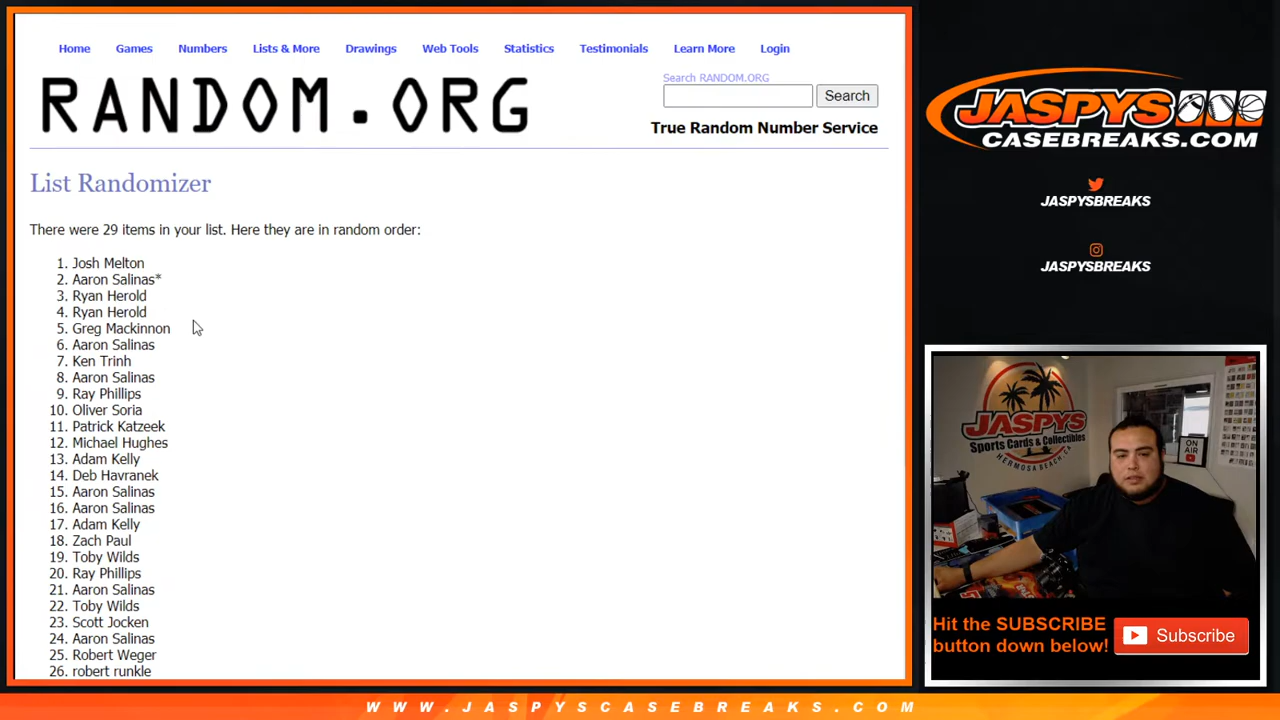 Home Games Numbers Lists & More Drawings Web Tools Statistics Testimonials Learn More Login
RANDOM.ORG
Search RANDOM.ORG
Search
True Random Number Service
List Randomizer
There were 29 items in your list. Here they are in random order:
1. Josh Melton
2. Aaron Salinas*
3. Ryan Herold
4. Ryan Herold
5. Greg Mackinnon
6. Aaron Salinas
7. Ken Trinh
8. Aaron Salinas
9. Ray Phillips
10. Oliver Soria
11. Patrick Katzeek
12. Michael Hughes
13. Adam Kelly
14. Deb Havranek
15. Aaron Salinas
16. Aaron Salinas
17. Adam Kelly
18. Zach Paul
19. Toby Wilds
20. Ray Phillips
21. Aaron Salinas
22. Toby Wilds
23. Scott Jocken
24. Aaron Salinas
25. Robert Weger
26. robert runkle
JASPYS
CASEBREAKS.COM
JASPYSBREAKS
JASPYSBREAKS
JASPYS
Sports Cards & Collectibles
HERMOSA BEACH, CA
ON
AIR
Hit the SUBSCRIBE
button down below!
Subscribe
WWW.JASPYSCASEBREAKS.COM